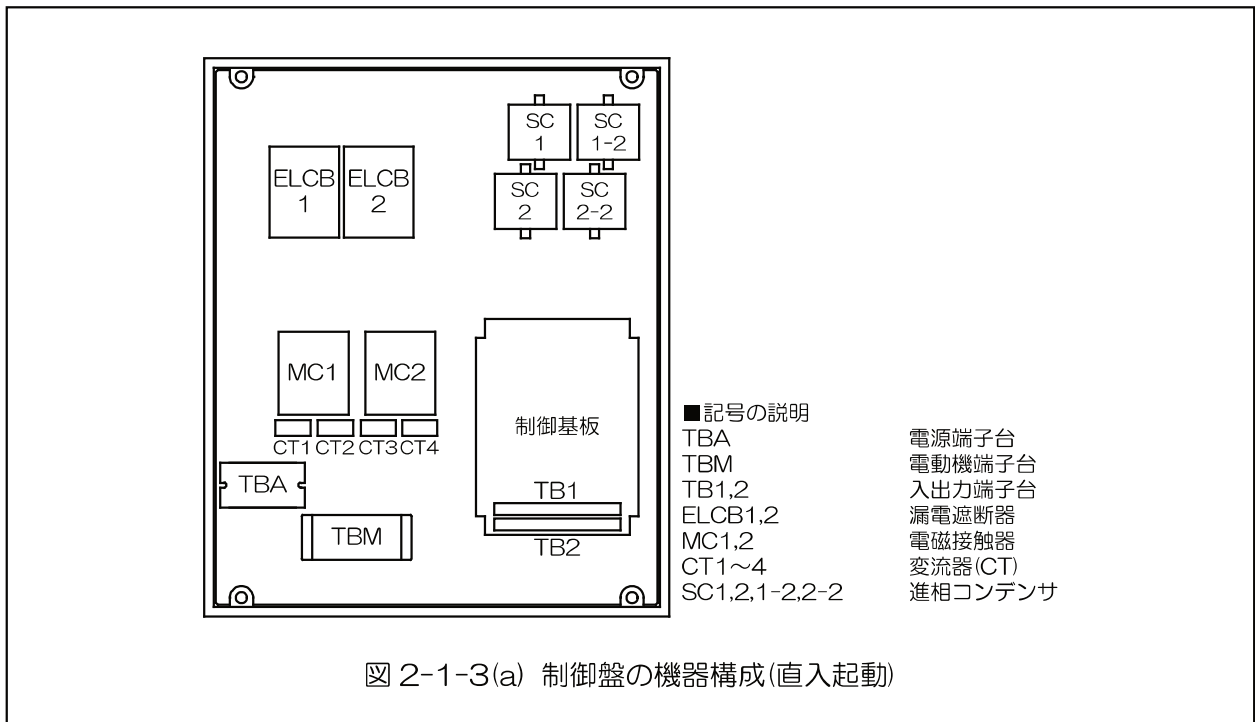 SC
1
SC
1-2
SC
2
SC
2-2
ELCB
1
ELCB
2
MC1
MC2
CT1 CT2 CT3 CT4
TBA
TBM
制御基板
TB1
TB2
■記号の説明
TBA 電源端子台
TBM 電動機端子台
TB1,2 入出力端子台
ELCB1,2 漏電遮断器
MC1,2 電磁接触器
CT1～4 変流器(CT)
SC1,2,1-2,2-2 進相コンデンサ
図 2-1-3(a) 制御盤の機器構成(直入起動)